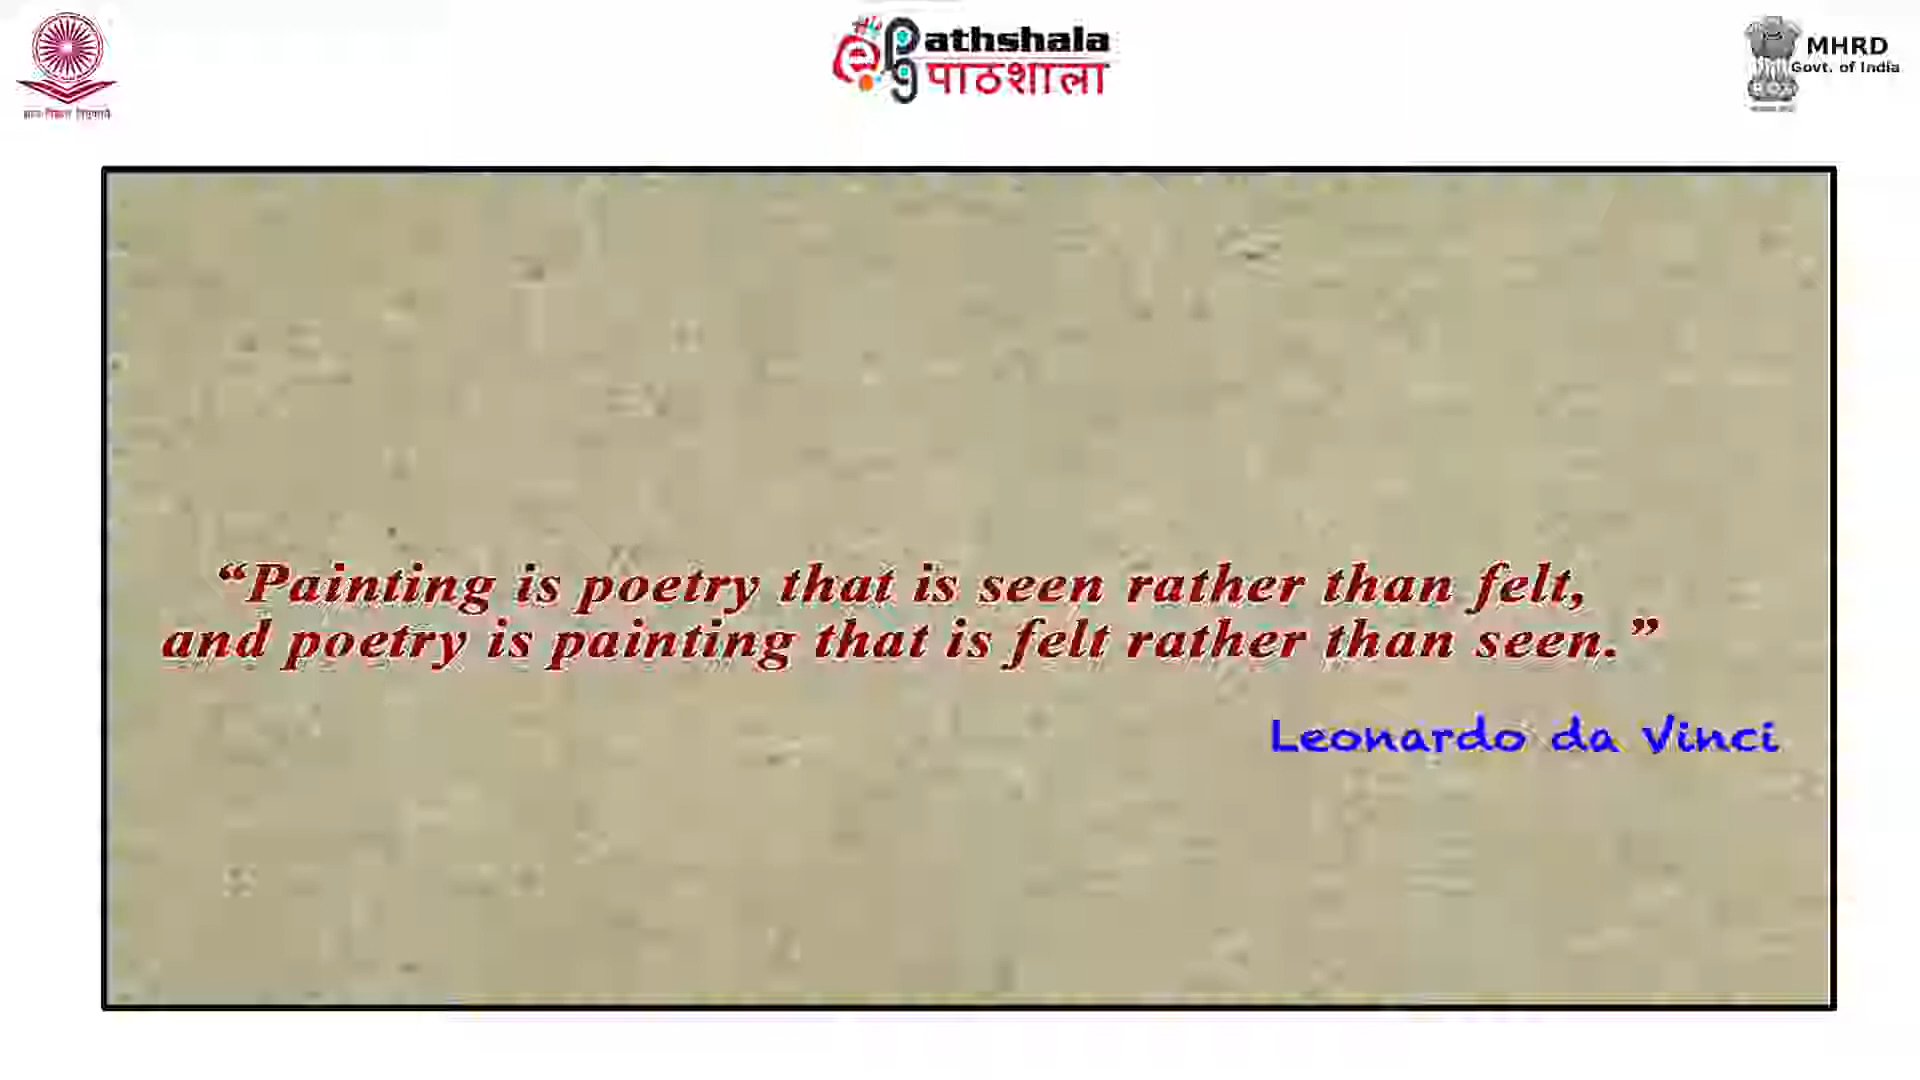 athshala
पाठशाला
MHRD
Govt. of India
“Painting is poetry that is seen rather than felt,
and poetry is painting that is felt rather than seen.”
Leonardo da Vinci